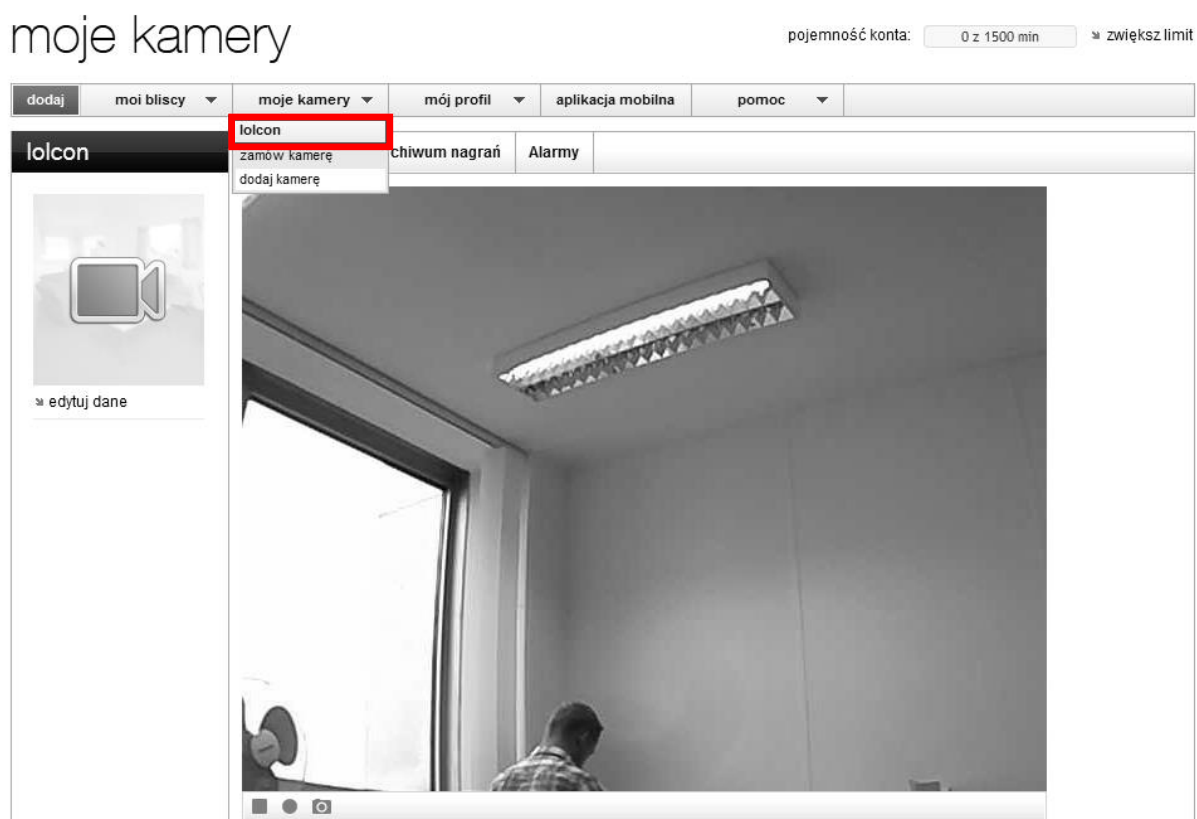 moje kamery
pojemność konta: 0 z 1500 min zwiększ limit
dodaj moi bliscy moje kamery mój profil aplikacja mobilna pomoc
lolcon
zamów kamerę
dodaj kamerę
lolcon
chiwum nagrań Alarmy
edytuj dane